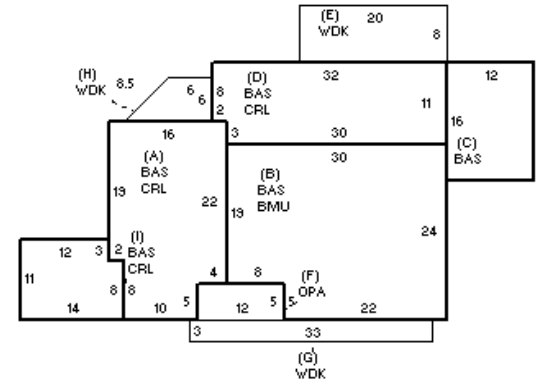 (E)
WDK
20
8
(H)
WDK
8.5
6
6
8
2
(D)
BAS
CRL
32
11
12
16
(C)
BAS
16
3
30
30
(A)
BAS
CRL
19
22
19
(B)
BAS
BMU
24
12
3
2
(I)
BAS
CRL
11
14
8
8
10
4
8
5
12
5
5
(F)
OPA
22
3
33
(G)
WDK